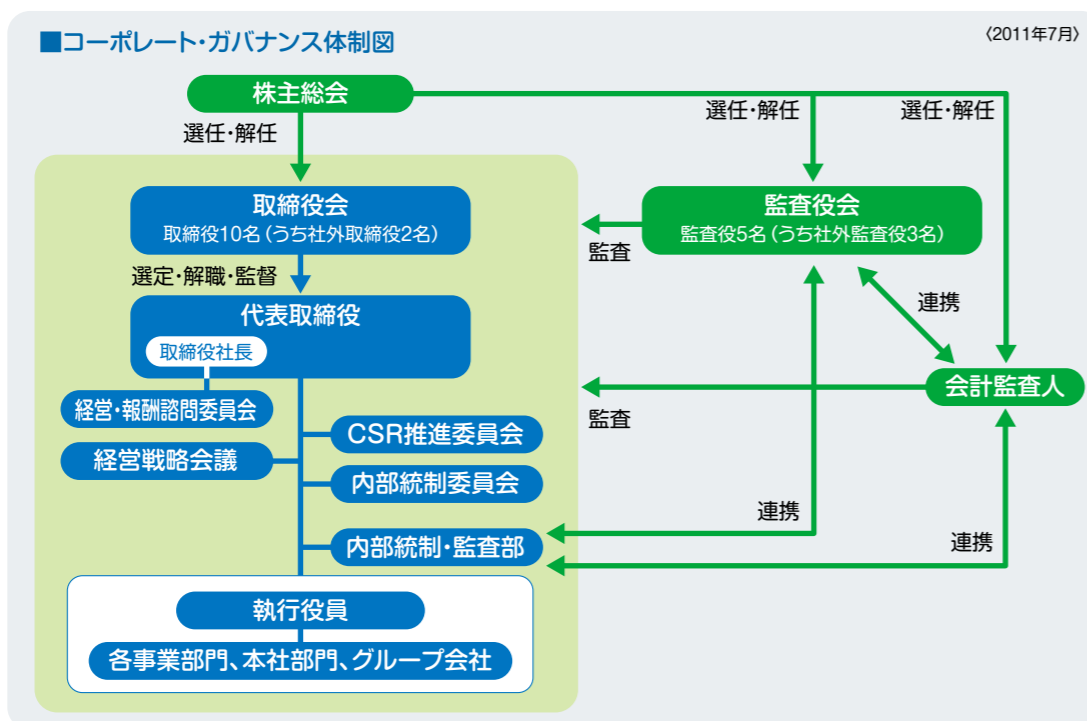 ■コーポレート・ガバナンス体制図
〈2011年7月〉
株主総会
選任・解任
選任・解任
選任・解任
取締役会
取締役10名（うち社外取締役2名）
監査役会
監査役5名（うち社外監査役3名）
監査
選定・解職・監督
代表取締役
取締役社長
連携
会計監査人
監査
経営・報酬諮問委員会
CSR推進委員会
経営戦略会議
内部統制委員会
連携
内部統制・監査部
連携
執行役員
各事業部門、本社部門、グループ会社